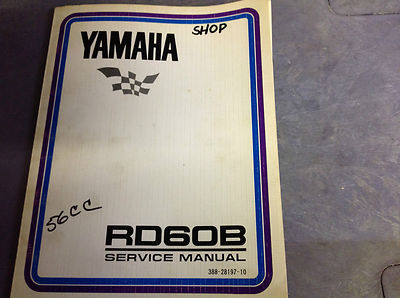 SHOP
YAMAHA
56CC
RD60B
SERVICE MANUAL
388-28197-10